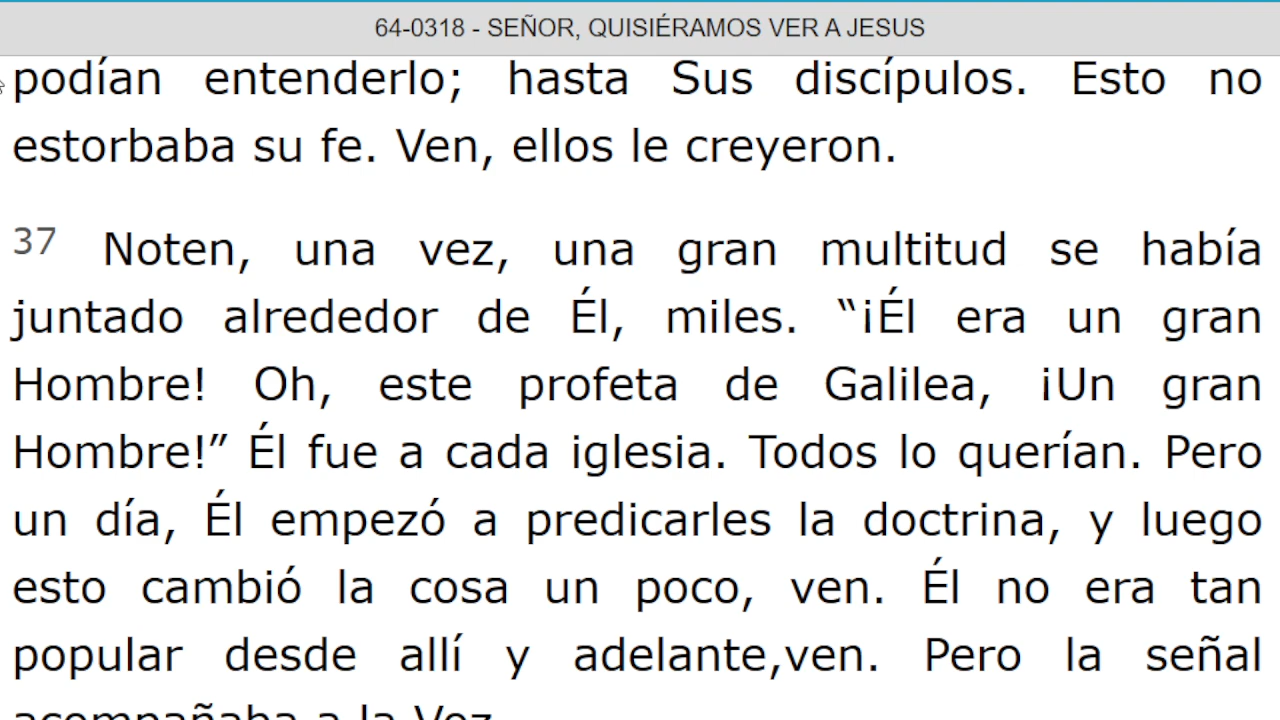 64-0318 - SEÑOR, QUISIÉRAMOS VER A JESUS
podían entenderlo; hasta Sus discípulos. Esto no
estorbaba su fe. Ven, ellos le creyeron.
37 Noten, una vez, una gran multitud se había
juntado alrededor de Él, miles. “¡Él era un gran
Hombre! Oh, este profeta de Galilea, ¡Un gran
Hombre!” Él fue a cada iglesia. Todos lo querían. Pero
un día, Él empezó a predicarles la doctrina, y luego
esto cambió la cosa un poco, ven. Él no era tan
popular desde allí y adelante,ven. Pero la señal
acompañaba a la Voz.